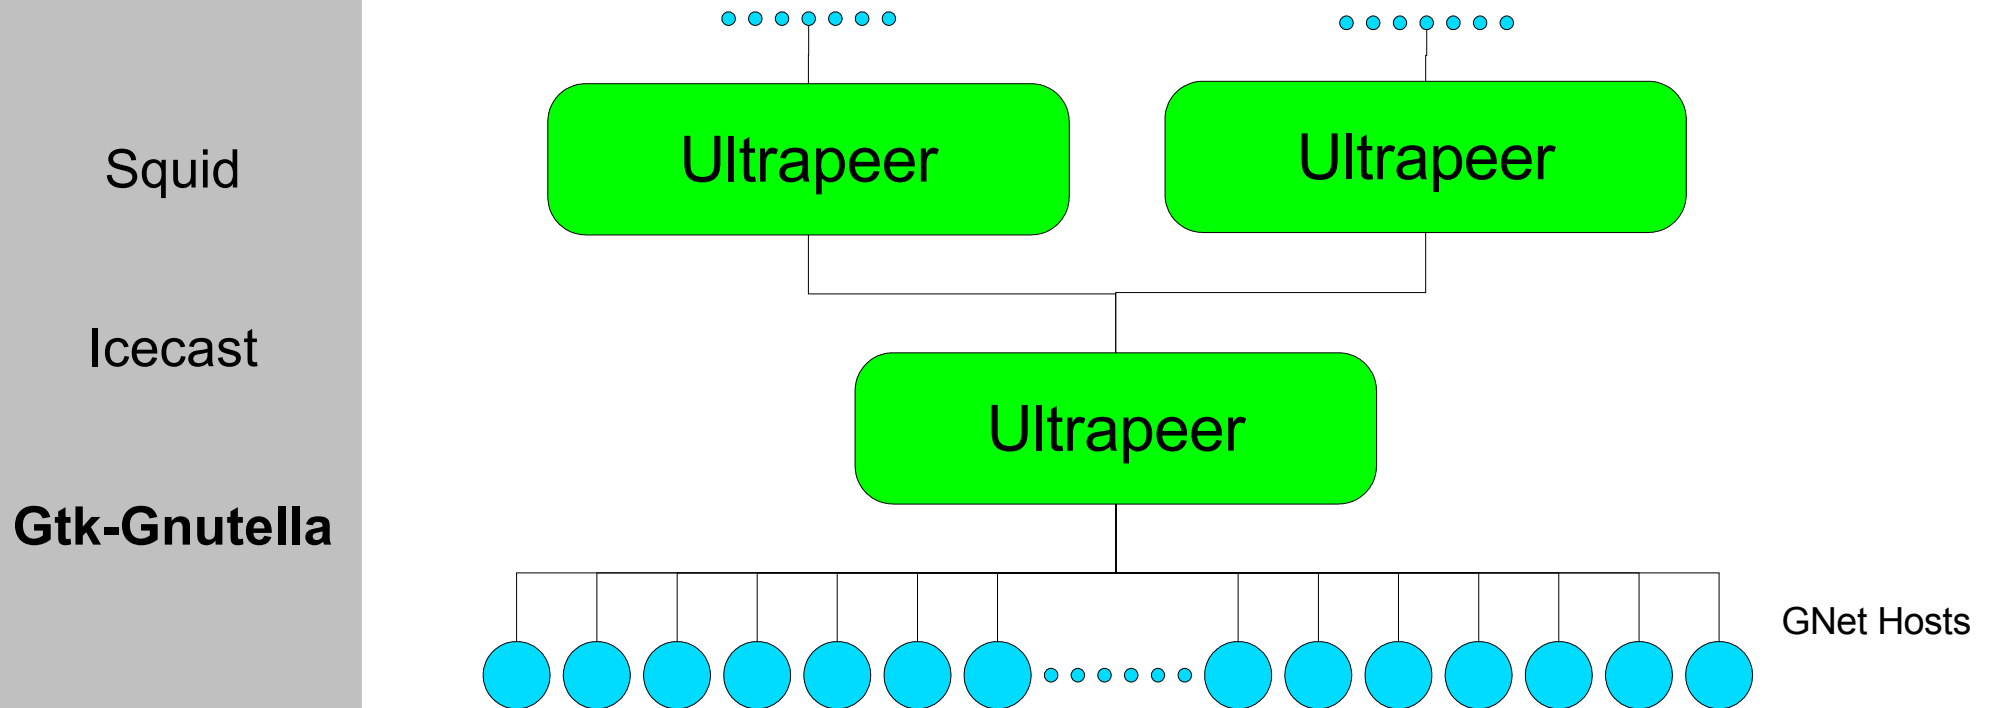 Squid
Icecast
Gtk-Gnutella
Ultrapeer
Ultrapeer
Ultrapeer
GNet Hosts